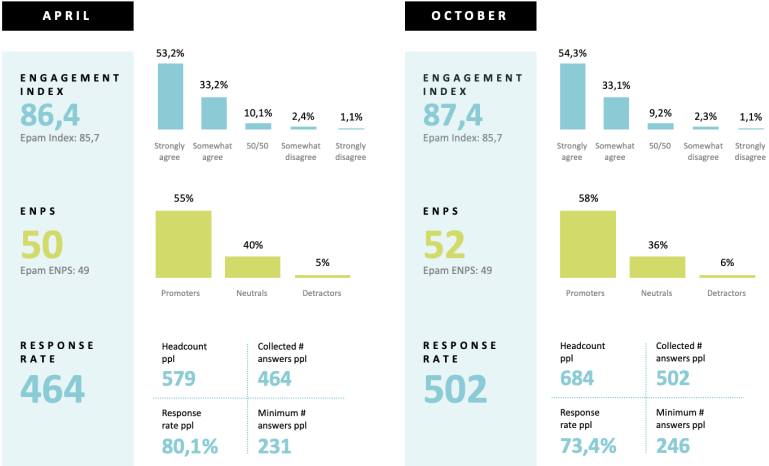 APRIL
ENGAGEMENT
INDEX
86,4
Epam Index: 85,7
53,2%
33,2%
10,1%
2,4%
1,1%
Strongly
agree
Somewhat
agree
50/50
Somewhat
disagree
Strongly
disagree
ENPS
50
Epam ENPS: 49
55%
40%
5%
Promoters
Neutrals
Detractors
RESPONSE
RATE
464
Headcount
ppl
579
Collected #
answers ppl
464
Response
rate ppl
80,1%
Minimum #
answers ppl
231
OCTOBER
ENGAGEMENT
INDEX
87,4
Epam Index: 85,7
54,3%
33,1%
9,2%
2,3%
1,1%
Strongly
agree
Somewhat
agree
50/50
Somewhat
disagree
Strongly
disagree
ENPS
52
Epam ENPS: 49
58%
36%
6%
Promoters
Neutrals
Detractors
RESPONSE
RATE
502
Headcount
ppl
684
Collected #
answers ppl
502
Response
rate ppl
73,4%
Minimum #
answers ppl
246